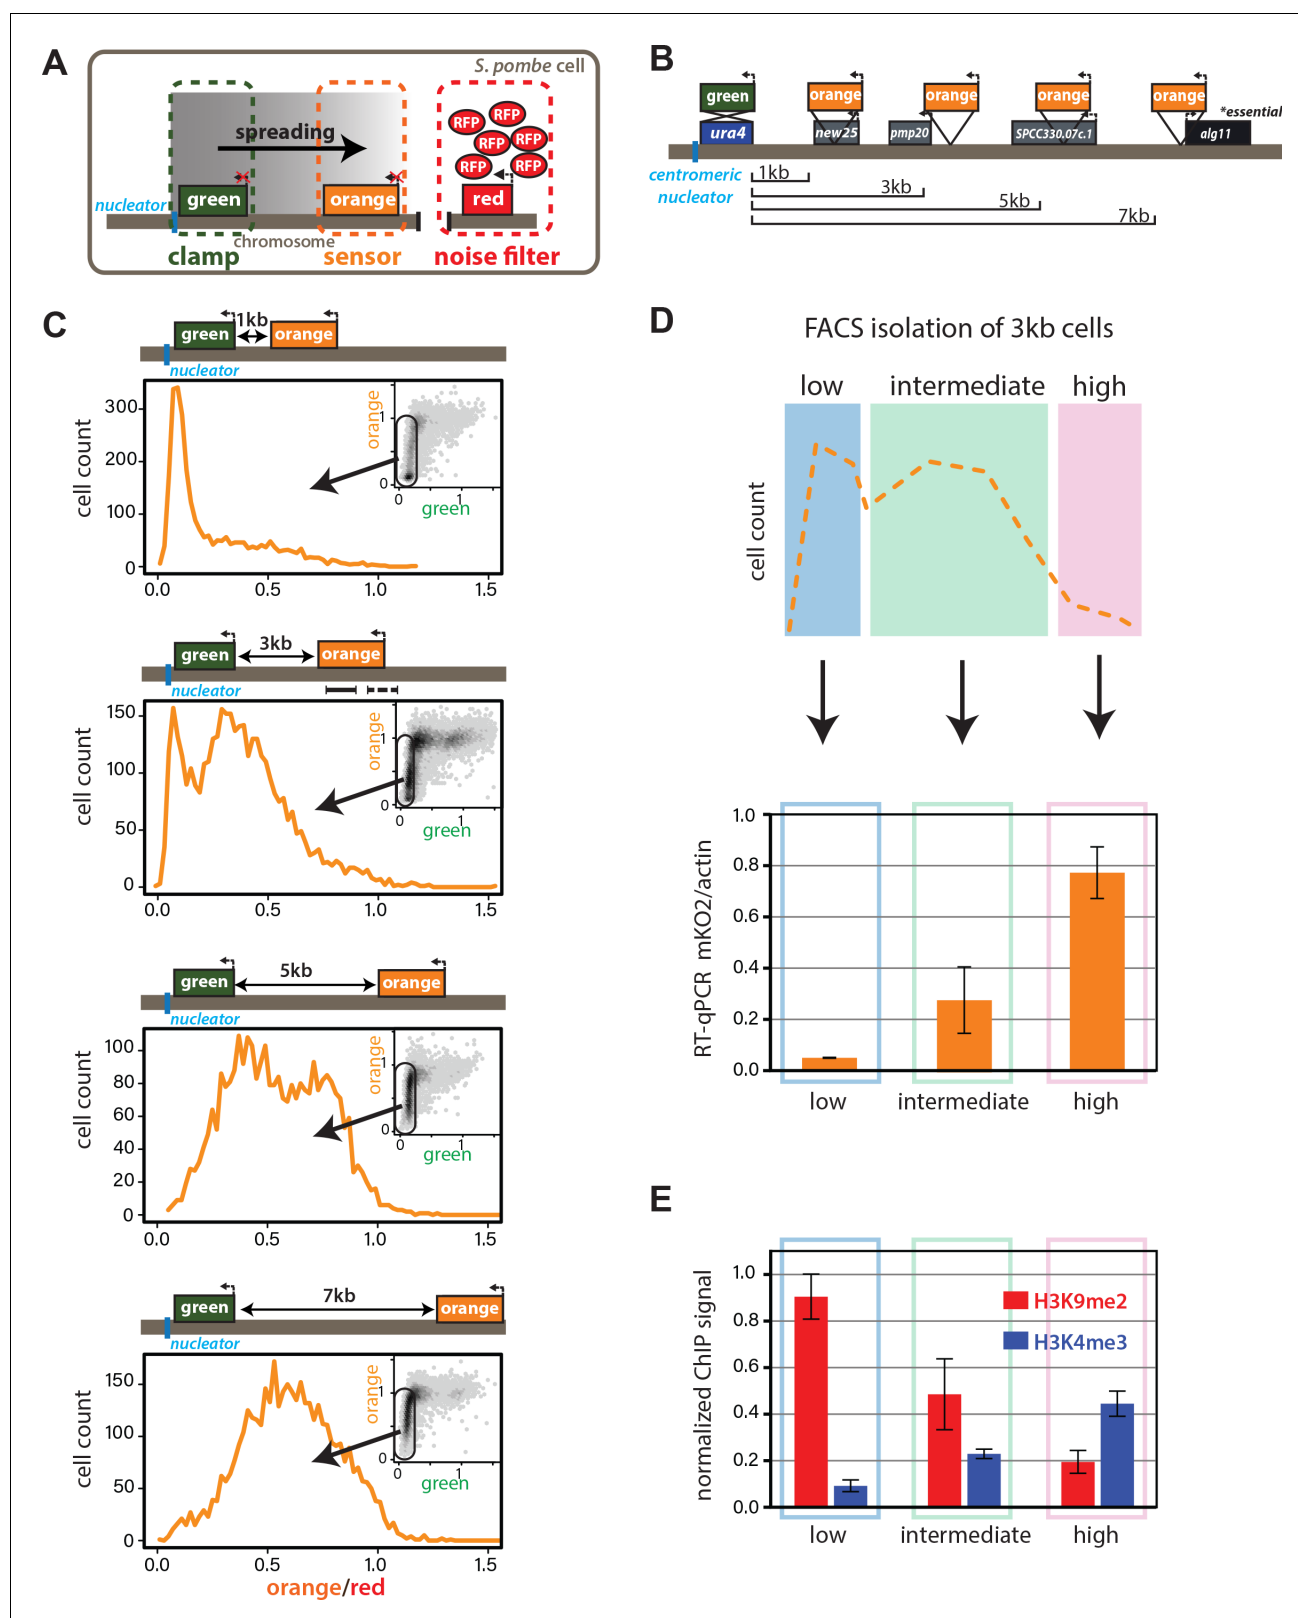 A
S. pombe cell
spreading
RFP
RFP
RFP
RFP
RFP
RFP
nucleator
green
orange
red
chromosome
clamp
sensor
noise filter
B
green
orange
orange
orange
orange
*essential
ura4
new25
pmp20
SPCC330.07c.1
alg11
centromeric
nucleator
1kb
3kb
5kb
7kb
C
green
1kb
orange
nucleator
cell count
300
200
100
0
0.0
0.5
1.0
1.5
orange
1
0
0
1
green
green
3kb
orange
nucleator
cell count
150
100
50
0
0.0
0.5
1.0
1.5
orange
1
0
0
1
green
green
5kb
orange
nucleator
cell count
100
80
60
40
20
0
0.0
0.5
1.0
1.5
orange
1
0
0
1
green
green
7kb
orange
nucleator
cell count
150
100
50
0
0.0
0.5
1.0
1.5
orange
1
0
0
1
green
orange/red
D
FACS isolation of 3kb cells
low
intermediate
high
cell count
RT-qPCR mKO2/actin
1.0
0.8
0.6
0.4
0.2
0.0
low
intermediate
high
E
normalized ChIP signal
1.0
0.8
0.6
0.4
0.2
0.0
H3K9me2
H3K4me3
low
intermediate
high